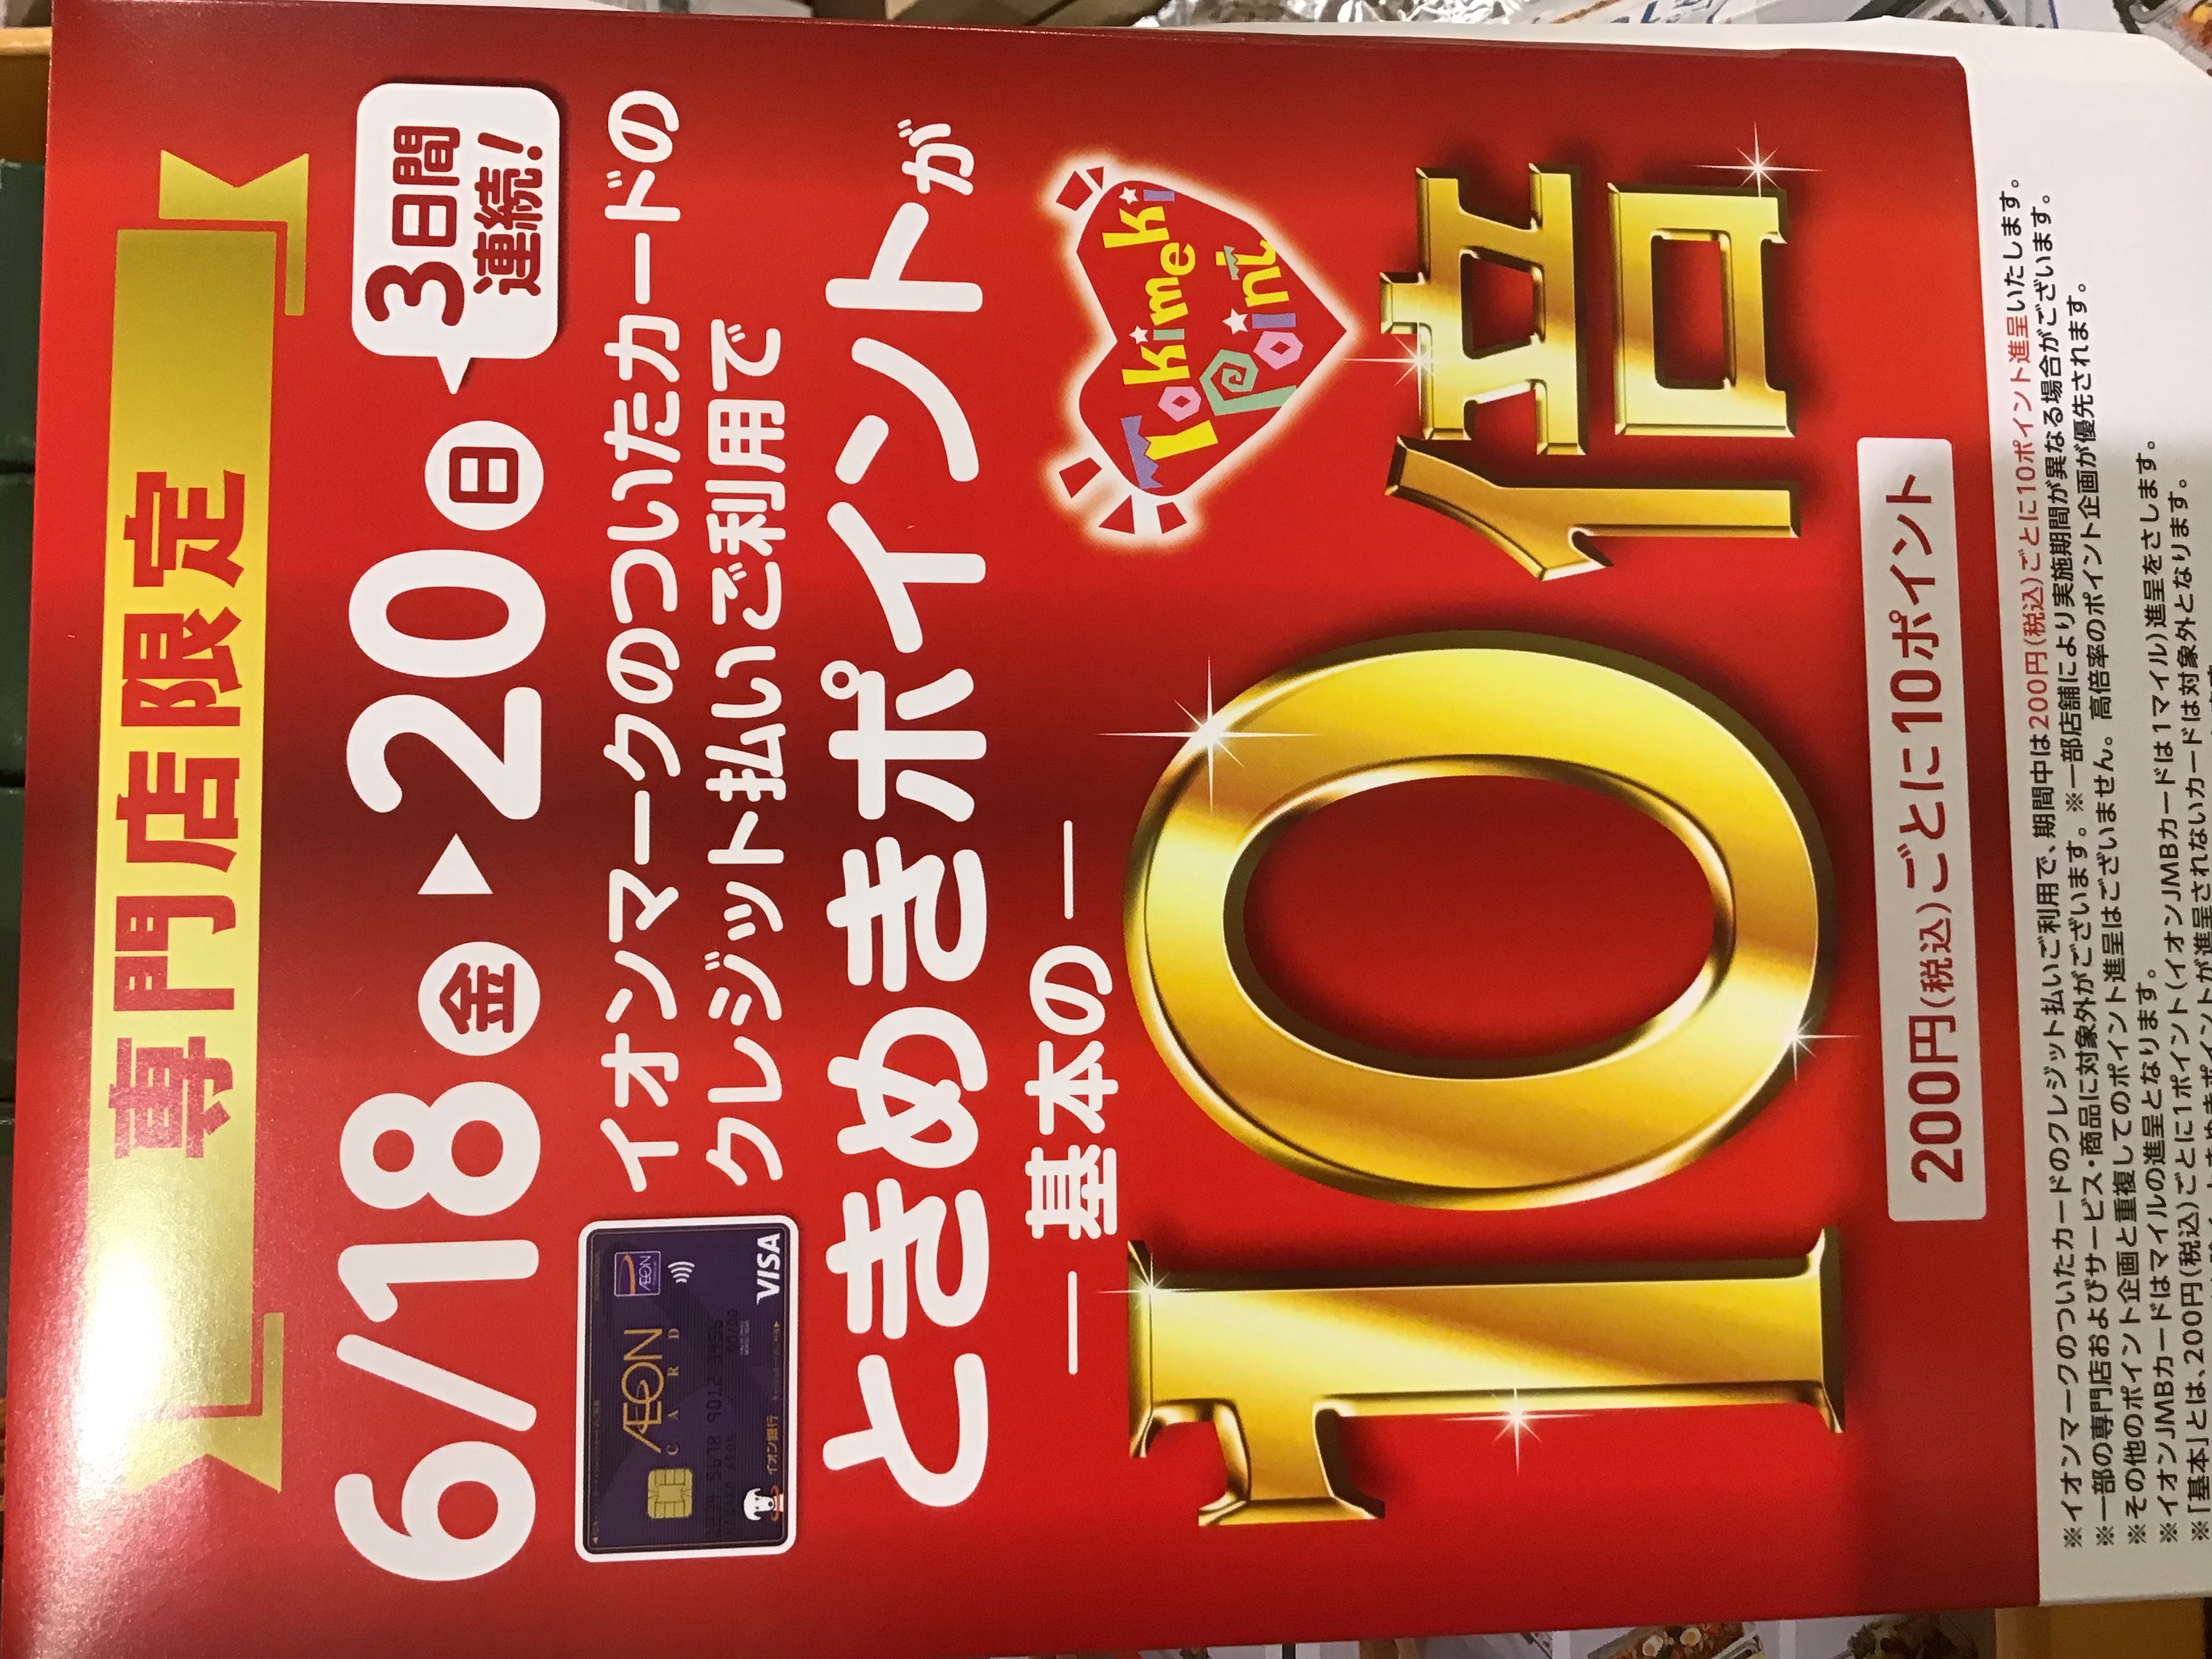 専門店限定
6/18金▶20日
3日間
連続!
イオンマークのついたカードの
クレジット払いご利用で
ÆON
CARD
ÆON
イオン銀行
VISA
ときめきポイントが
Tokimeki
Point
基本の
10倍
200円(税込)ごとに10ポイント
※イオンマークのついたカードのクレジット払いご利用で、期間中は200円(税込)ごとに10ポイント進呈いたします。
※一部の専門店およびサービス・商品に対象外がございます。※一部店舗により実施期間が異なる場合がございます。
※その他のポイント企画と重複してのポイント進呈はございません。高倍率のポイント企画が優先されます。
※イオンJMBカードはマイルの進呈となります。
※[基本]とは、200円(税込)ごとに1ポイント(イオンJMBカードは1マイル)進呈をさします。